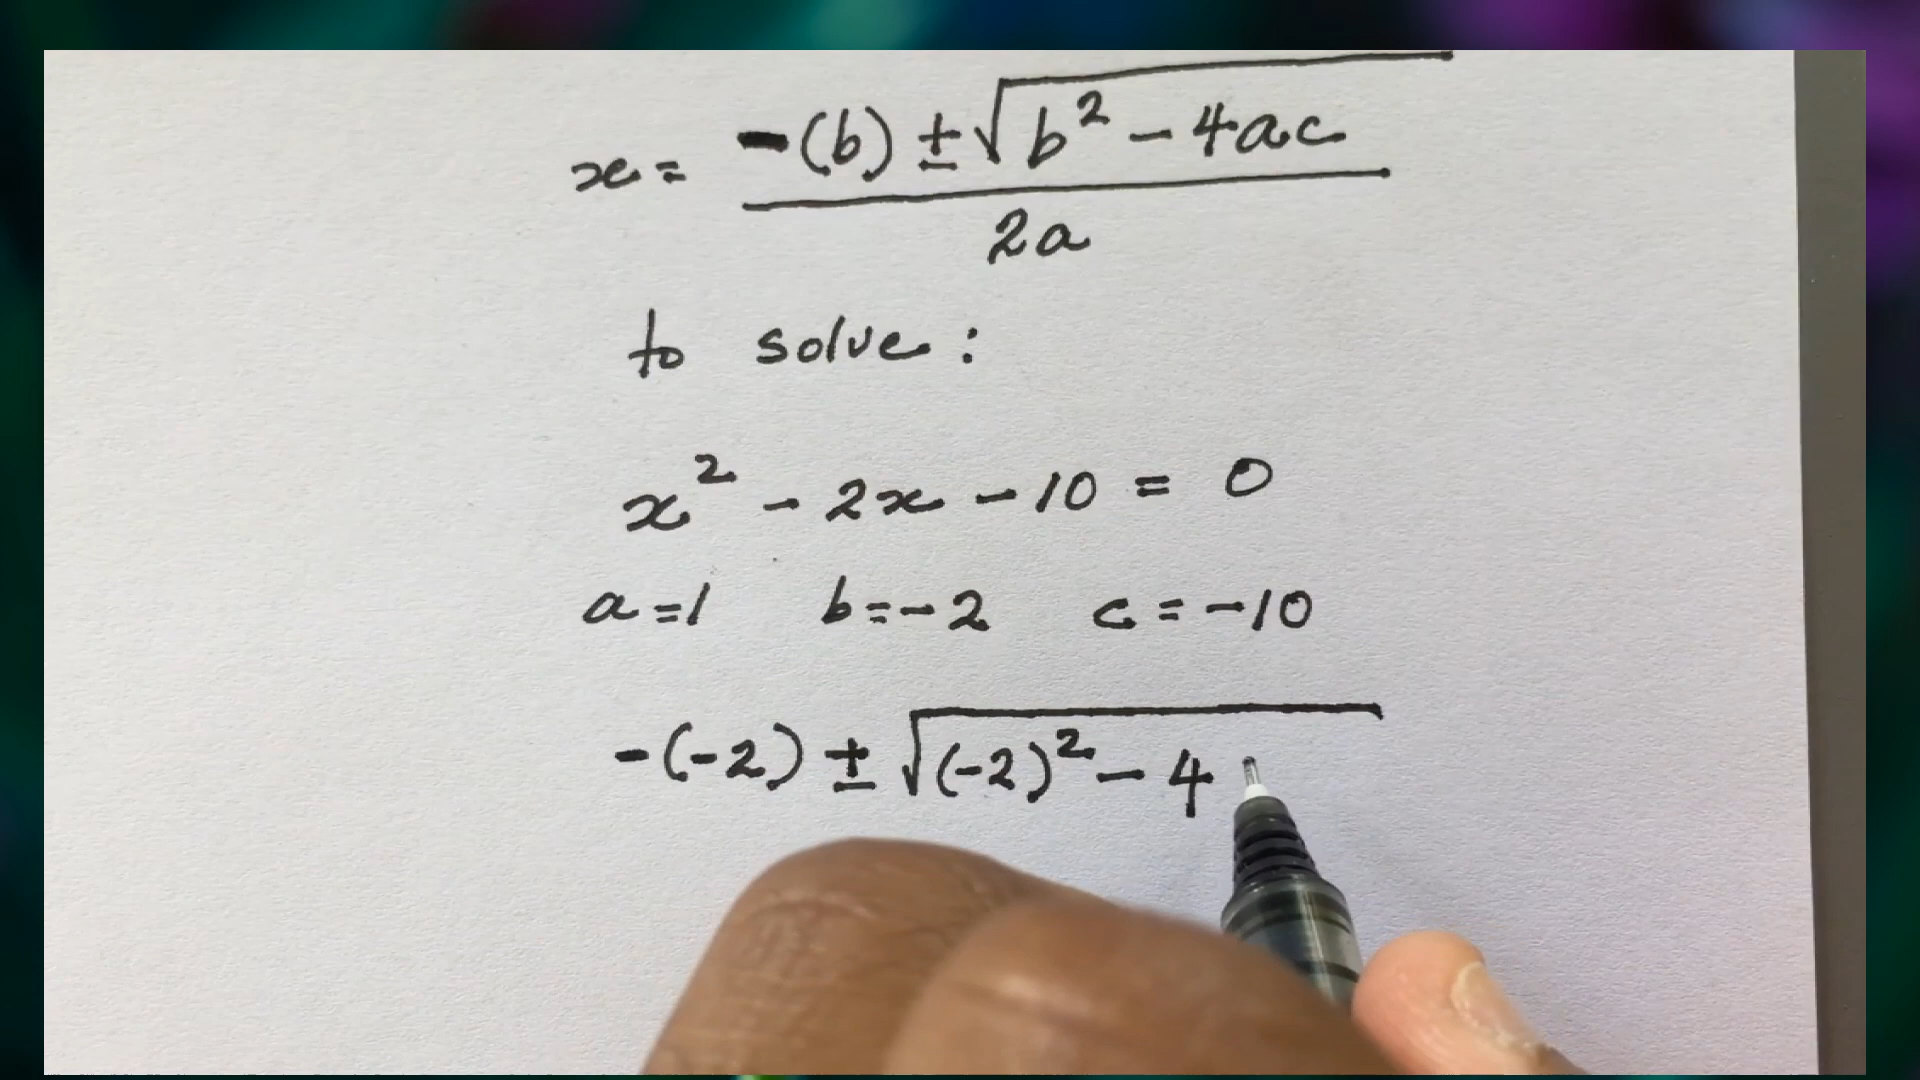 x = -(b) ± √(b² - 4ac) / 2a
to solve:
x² - 2x - 10 = 0
a=1 b=-2 c=-10
-(-2) ± √(-2)² - 4